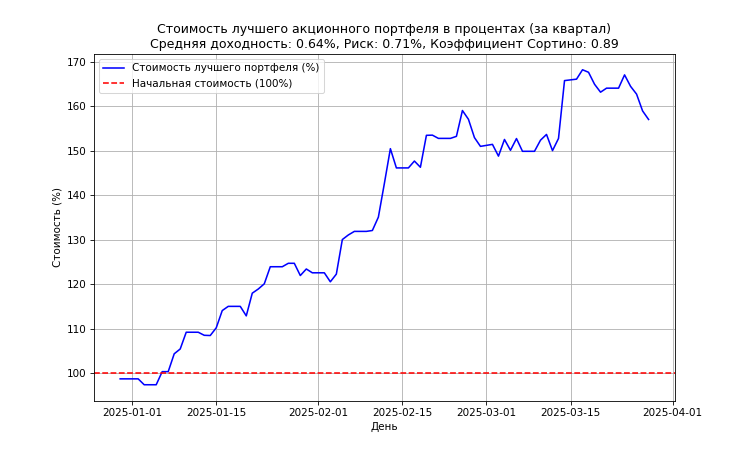 Стоимость лучшего акционного портфеля в процентах (за квартал)
Средняя доходность: 0.64%, Риск: 0.71%, Коэффициент Сортино: 0.89
Стоимость лучшего портфеля (%)
Начальная стоимость (100%)
170
160
150
140
130
120
110
100
Стоимость (%)
2025-01-01
2025-01-15
2025-02-01
2025-02-15
2025-03-01
2025-03-15
2025-04-01
День